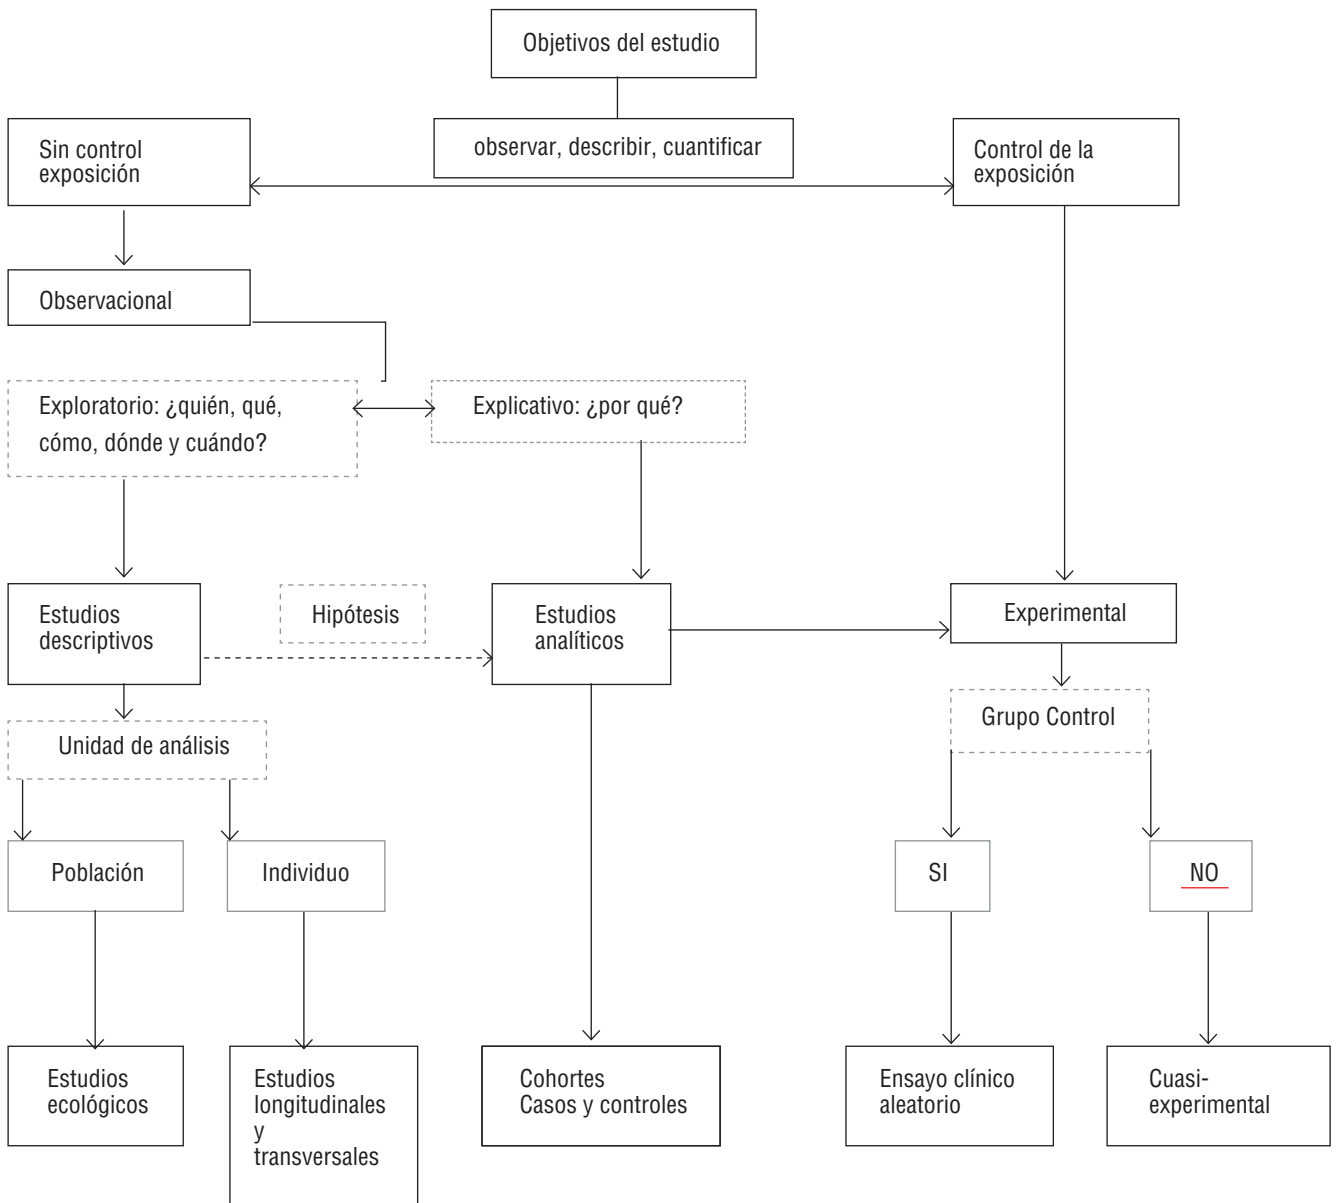 Objetivos del estudio
Sin control
exposición
observar, describir, cuantificar
Control de la
exposición
Observacional
Exploratorio: ¿quién, qué,
cómo, dónde y cuándo?
Explicativo: ¿por qué?
Estudios
descriptivos
Hipótesis
Estudios
analíticos
Experimental
Unidad de análisis
Grupo Control
Población
Individuo
SI
NO
Estudios
ecológicos
Estudios
longitudinales
y
transversales
Cohortes
Casos y controles
Ensayo clínico
aleatorio
Cuasi-
experimental